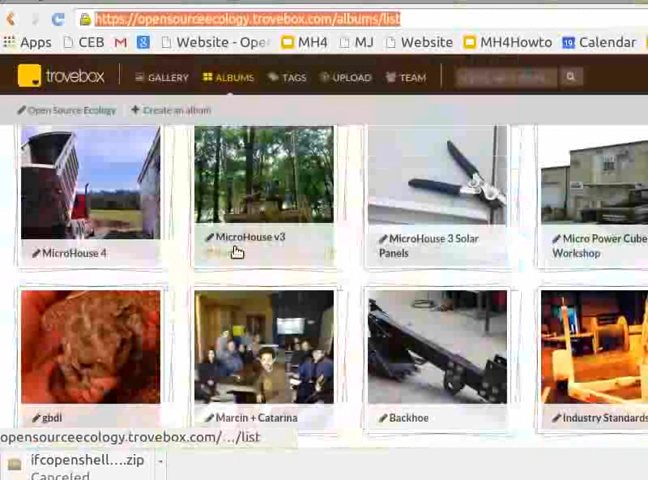 https://opensourceecology.trovebox.com/albums/list
Apps CEB Website - Ope MH4 MJ Website MH4Howto 19 Calendar
trovebox GALLERY ALBUMS TAGS UPLOAD TEAM
Open Source Ecology + Create an album
MicroHouse 4
MicroHouse v3
MicroHouse 3 Solar
Panels
Micro Power Cube
Workshop
gbdi
Marcin + Catarina
Backhoe
Industry Standards
opensourceecology.trovebox.com/.../list
ifcopenshell....zip
Canceled